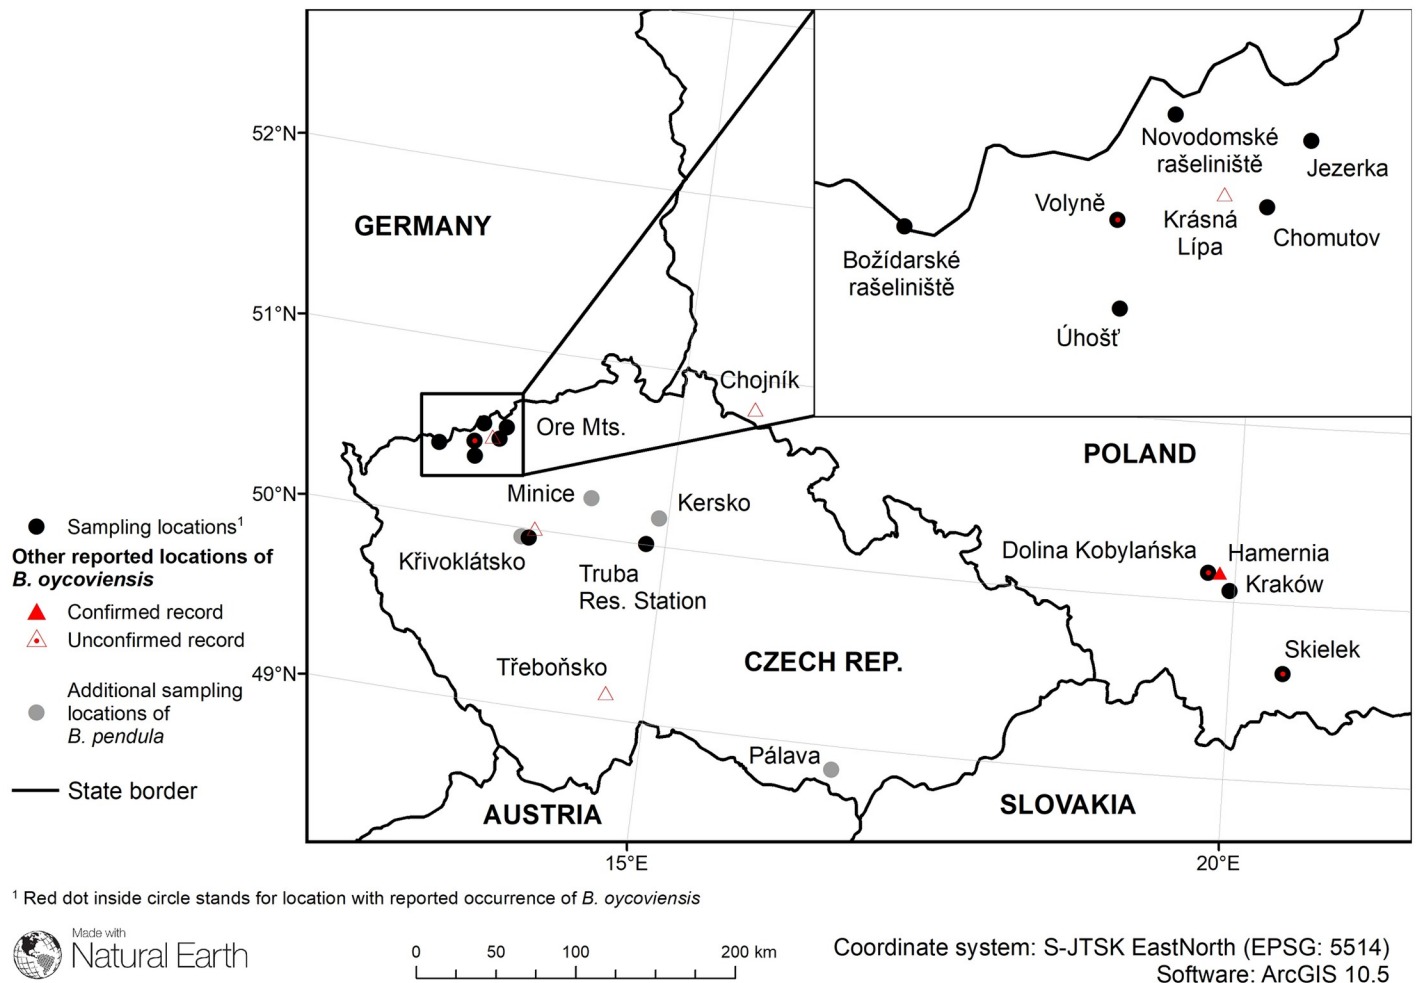 52°N
51°N
50°N
49°N
15°E
20°E
GERMANY
POLAND
CZECH REP.
AUSTRIA
SLOVAKIA
Novodomské
rašeliniště
Jezerka
Volyně
Krásná
Lípa
Chomutov
Božídarské
rašeliniště
Úhošť
Chojník
Ore Mts.
Minice
Kersko
Křivoklátsko
Truba
Res. Station
Dolina Kobylańska
Hamernia
Kraków
Skielek
Třeboňsko
Pálava
Sampling locations¹
Other reported locations of
B. oycoviensis
Confirmed record
Unconfirmed record
Additional sampling
locations of
B. pendula
State border
¹ Red dot inside circle stands for location with reported occurrence of B. oycoviensis
Made with
Natural Earth
0 50 100 200 km
Coordinate system: S-JTSK EastNorth (EPSG: 5514)
Software: ArcGIS 10.5